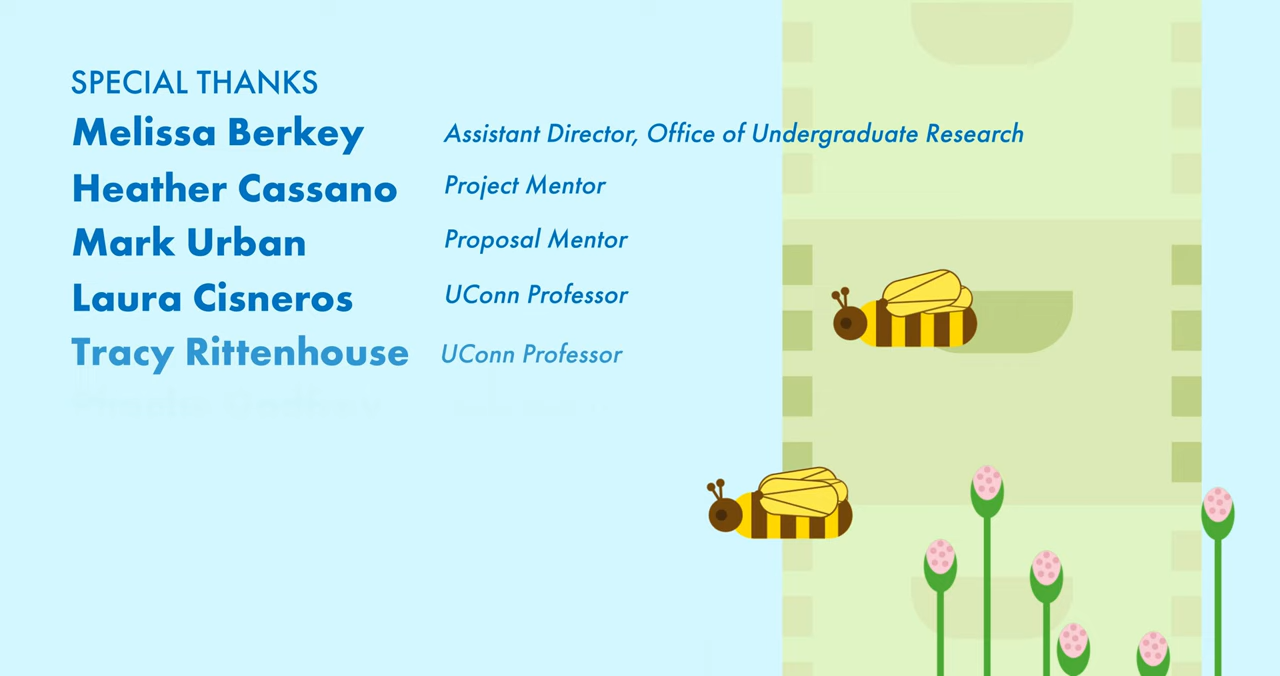 SPECIAL THANKS
Melissa Berkey Assistant Director, Office of Undergraduate Research
Heather Cassano Project Mentor
Mark Urban Proposal Mentor
Laura Cisneros UConn Professor
Tracy Rittenhouse UConn Professor